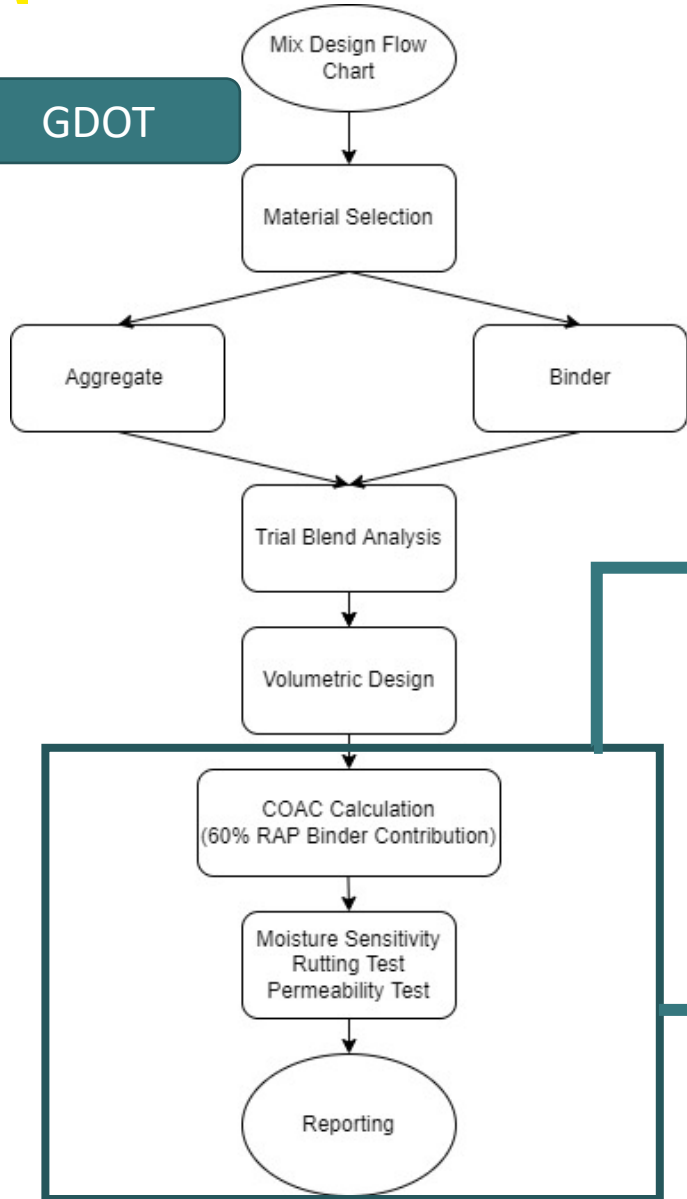 Mix Design Flow
Chart
GDOT
Material Selection
Aggregate
Binder
Trial Blend Analysis
Volumetric Design
COAC Calculation
(60% RAP Binder Contribution)
Moisture Sensitivity
Rutting Test
Permeability Test
Reporting